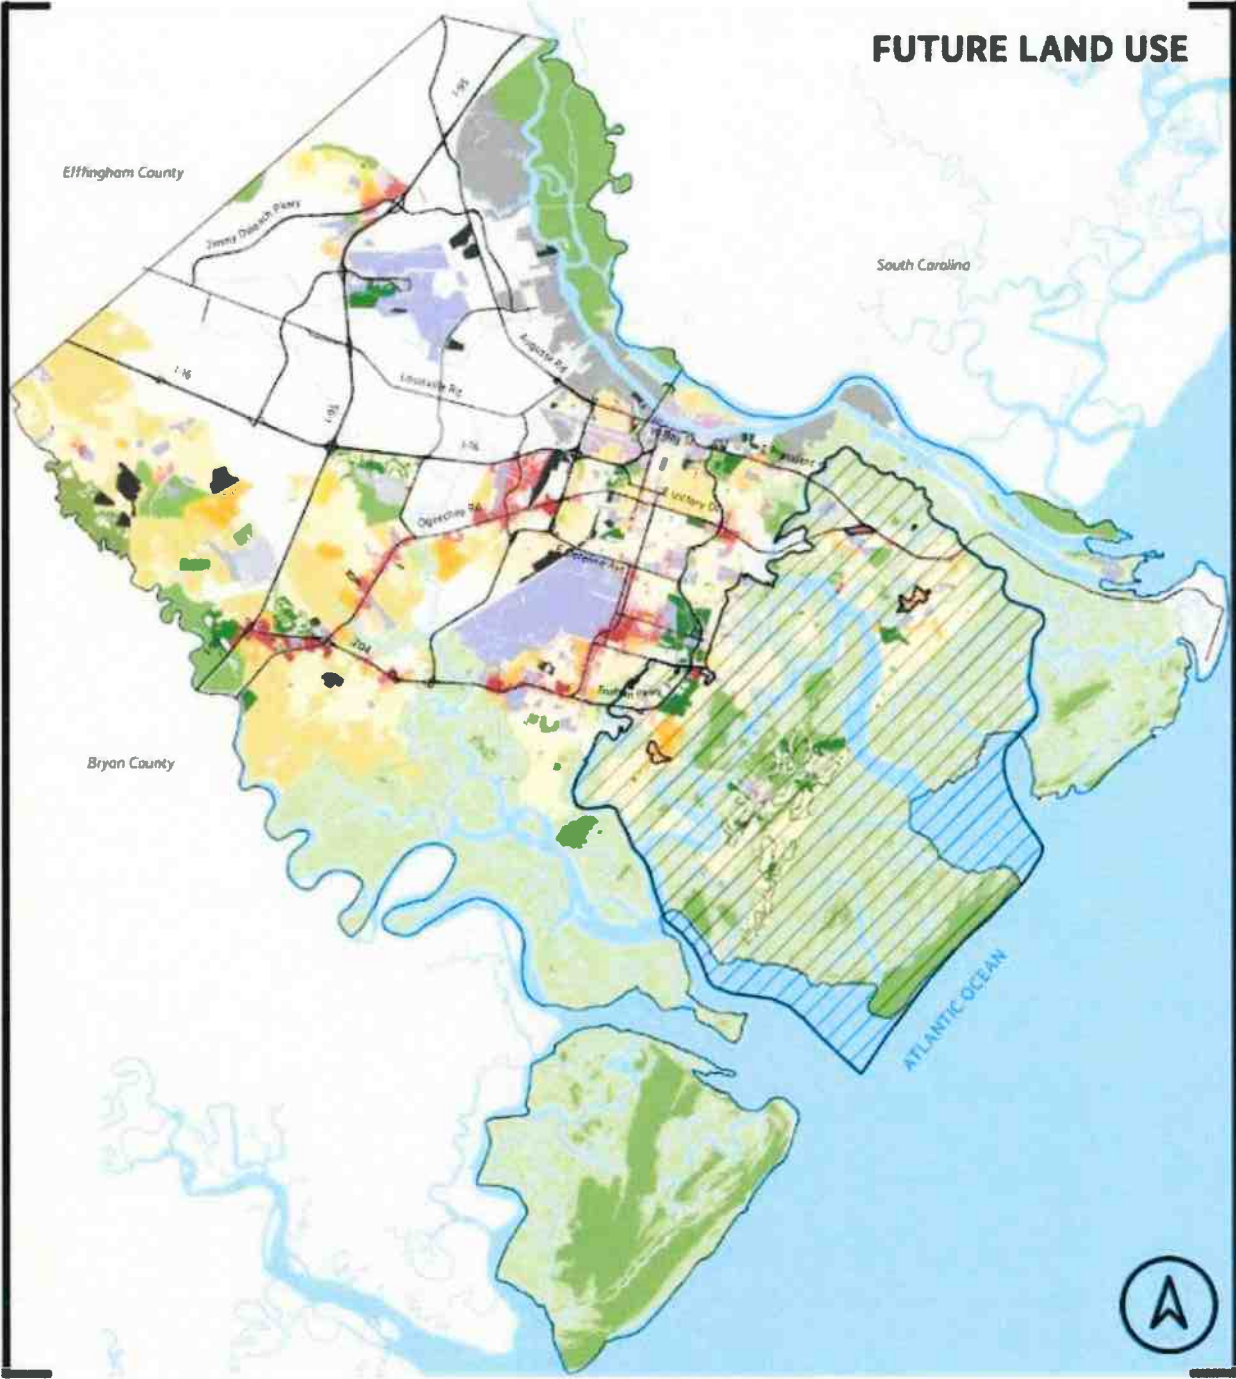 FUTURE LAND USE
I-95
Effingham County
Jimmy Deloach Pkwy
South Carolina
Augusta Rd
I-16
Louisville Rd
I-95
I-16
E President
E Victory Dr
Ogeechee Rd
204
Bryan County
ATLANTIC OCEAN